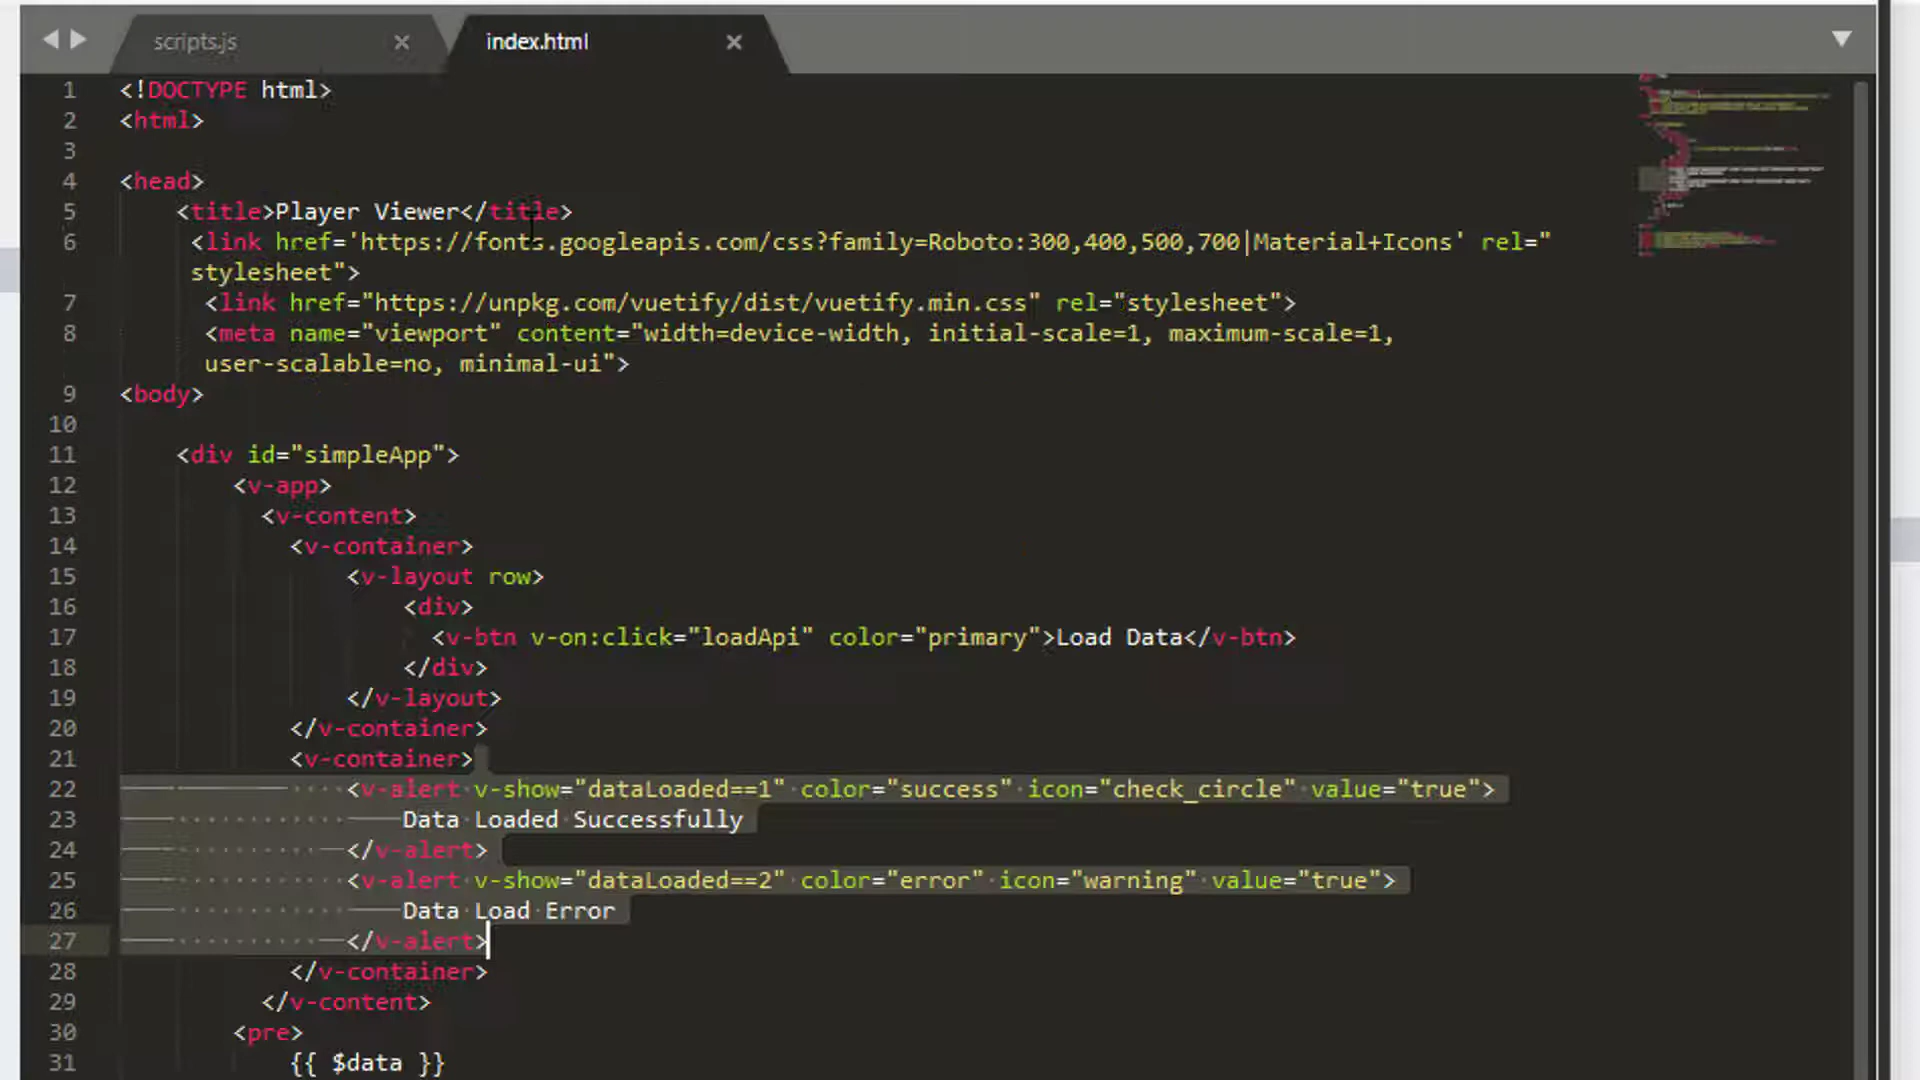 scripts.js
index.html
1 <!DOCTYPE html>
2 <html>
3
4 <head>
5 <title>Player Viewer</title>
6 <link href='https://fonts.googleapis.com/css?family=Roboto:300,400,500,700|Material+Icons' rel="
stylesheet">
7 <link href="https://unpkg.com/vuetify/dist/vuetify.min.css" rel="stylesheet">
8 <meta name="viewport" content="width=device-width, initial-scale=1, maximum-scale=1,
user-scalable=no, minimal-ui">
9 <body>
10
11 <div id="simpleApp">
12 <v-app>
13 <v-content>
14 <v-container>
15 <v-layout row>
16 <div>
17 <v-btn v-on:click="loadApi" color="primary">Load Data</v-btn>
18 </div>
19 </v-layout>
20 </v-container>
21 <v-container>
22 <v-alert v-show="dataLoaded==1" color="success" icon="check_circle" value="true">
23 Data Loaded Successfully
24 </v-alert>
25 <v-alert v-show="dataLoaded==2" color="error" icon="warning" value="true">
26 Data Load Error
27 </v-alert>
28 </v-container>
29 </v-content>
30 <pre>
31 {{ $data }}